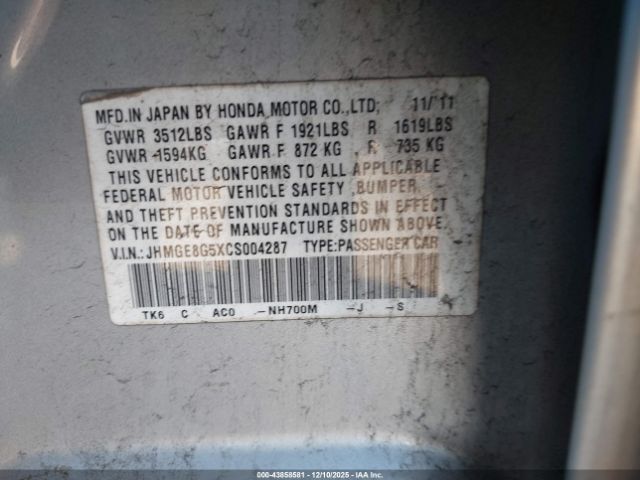 MFD.IN JAPAN BY HONDA MOTOR CO.,LTD. 11/'11
GVWR 3512LBS GAWR F 1921LBS R 1619LBS
GVWR 1594KG GAWR F 872 KG R 735 KG
THIS VEHICLE CONFORMS TO ALL APPLICABLE
FEDERAL MOTOR VEHICLE SAFETY ,BUMPER,
AND THEFT PREVENTION STANDARDS IN EFFECT
ON THE DATE OF MANUFACTURE SHOWN ABOVE.
V.I.N.: JHMGE8G5XCS004287 TYPE:PASSENGER CAR
TK6 C AC0 -NH700M -J -S
© IAA - 43858581 - 12/10/2025 - IAAI.COM